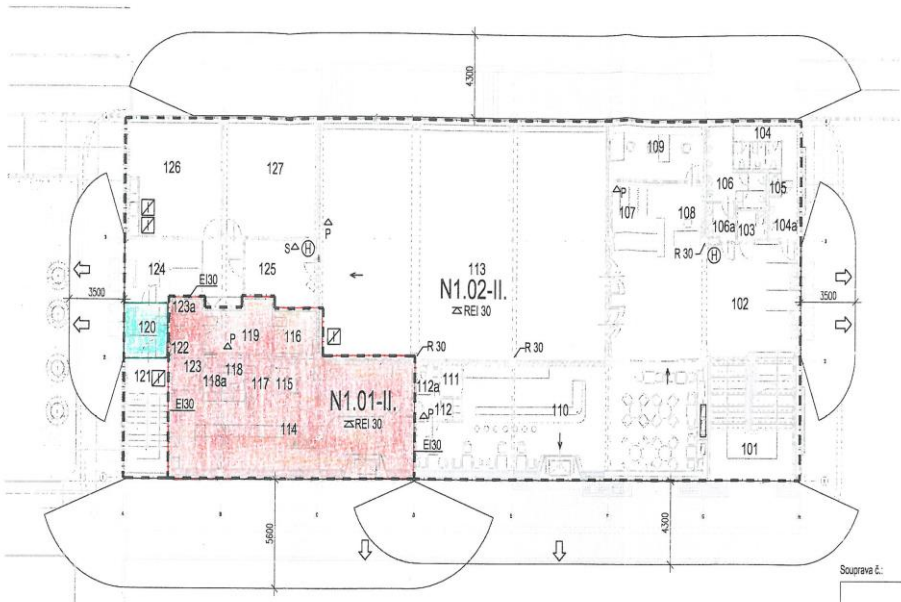 4300
104
109
126
127
106
105
P
107
108
P
106a
103
104a
S
H
R 30
H
124
125
113
N1.02-II.
REI 30
102
3500
3500
EI30
123a
120
119
116
P
R 30
R 30
122
118
123
118a
117
115
111
112a
121
N1.01-II.
REI 30
112
P
110
EI30
114
EI30
101
5600
4300
Souprava č.: